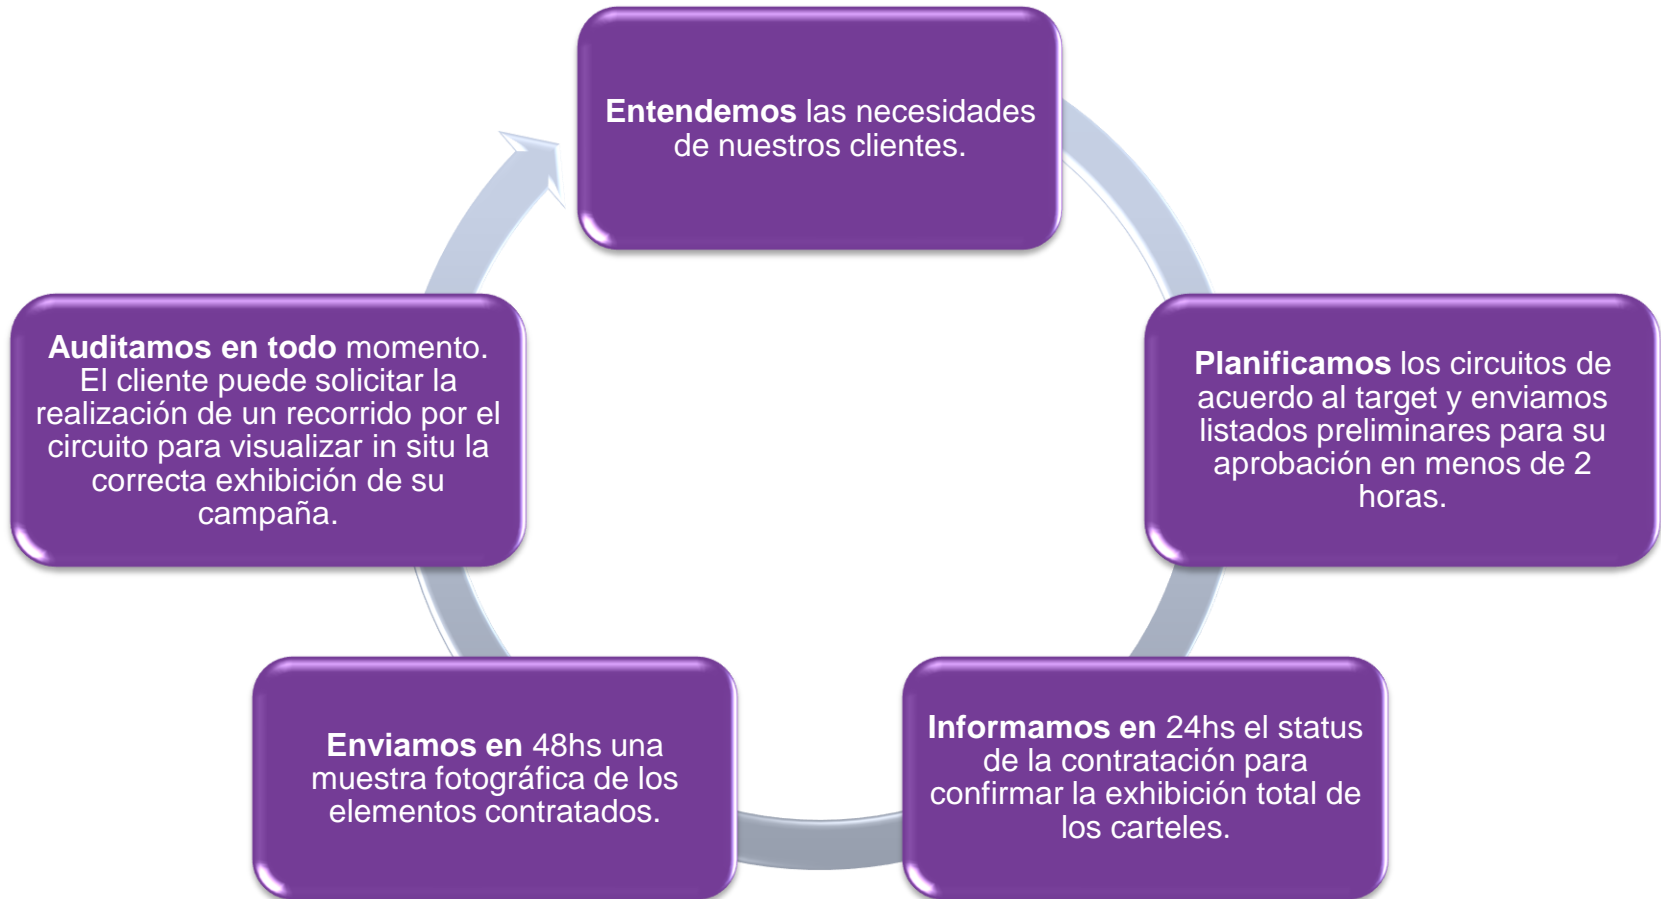 Entendemos las necesidades
de nuestros clientes.
Planificamos los circuitos de
acuerdo al target y enviamos
listados preliminares para su
aprobación en menos de 2
horas.
Informamos en 24hs el status
de la contratación para
confirmar la exhibición total de
los carteles.
Enviamos en 48hs una
muestra fotográfica de los
elementos contratados.
Auditamos en todo momento.
El cliente puede solicitar la
realización de un recorrido por el
circuito para visualizar in situ la
correcta exhibición de su
campaña.